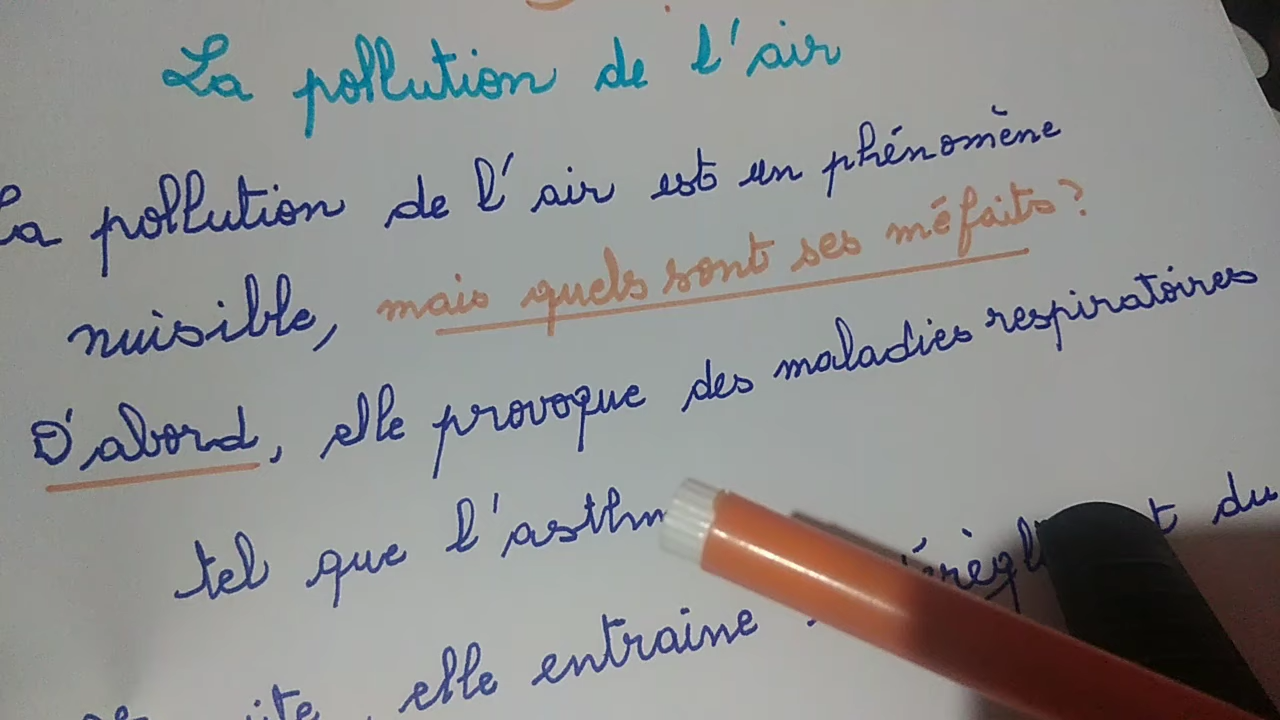 La pollution de l'air
La pollution de l'air est un phénomène
nuisible, mais quels sont ses méfaits?
D'abord, elle provoque des maladies respiratoires
tel que l'asthm
du
elle entraine